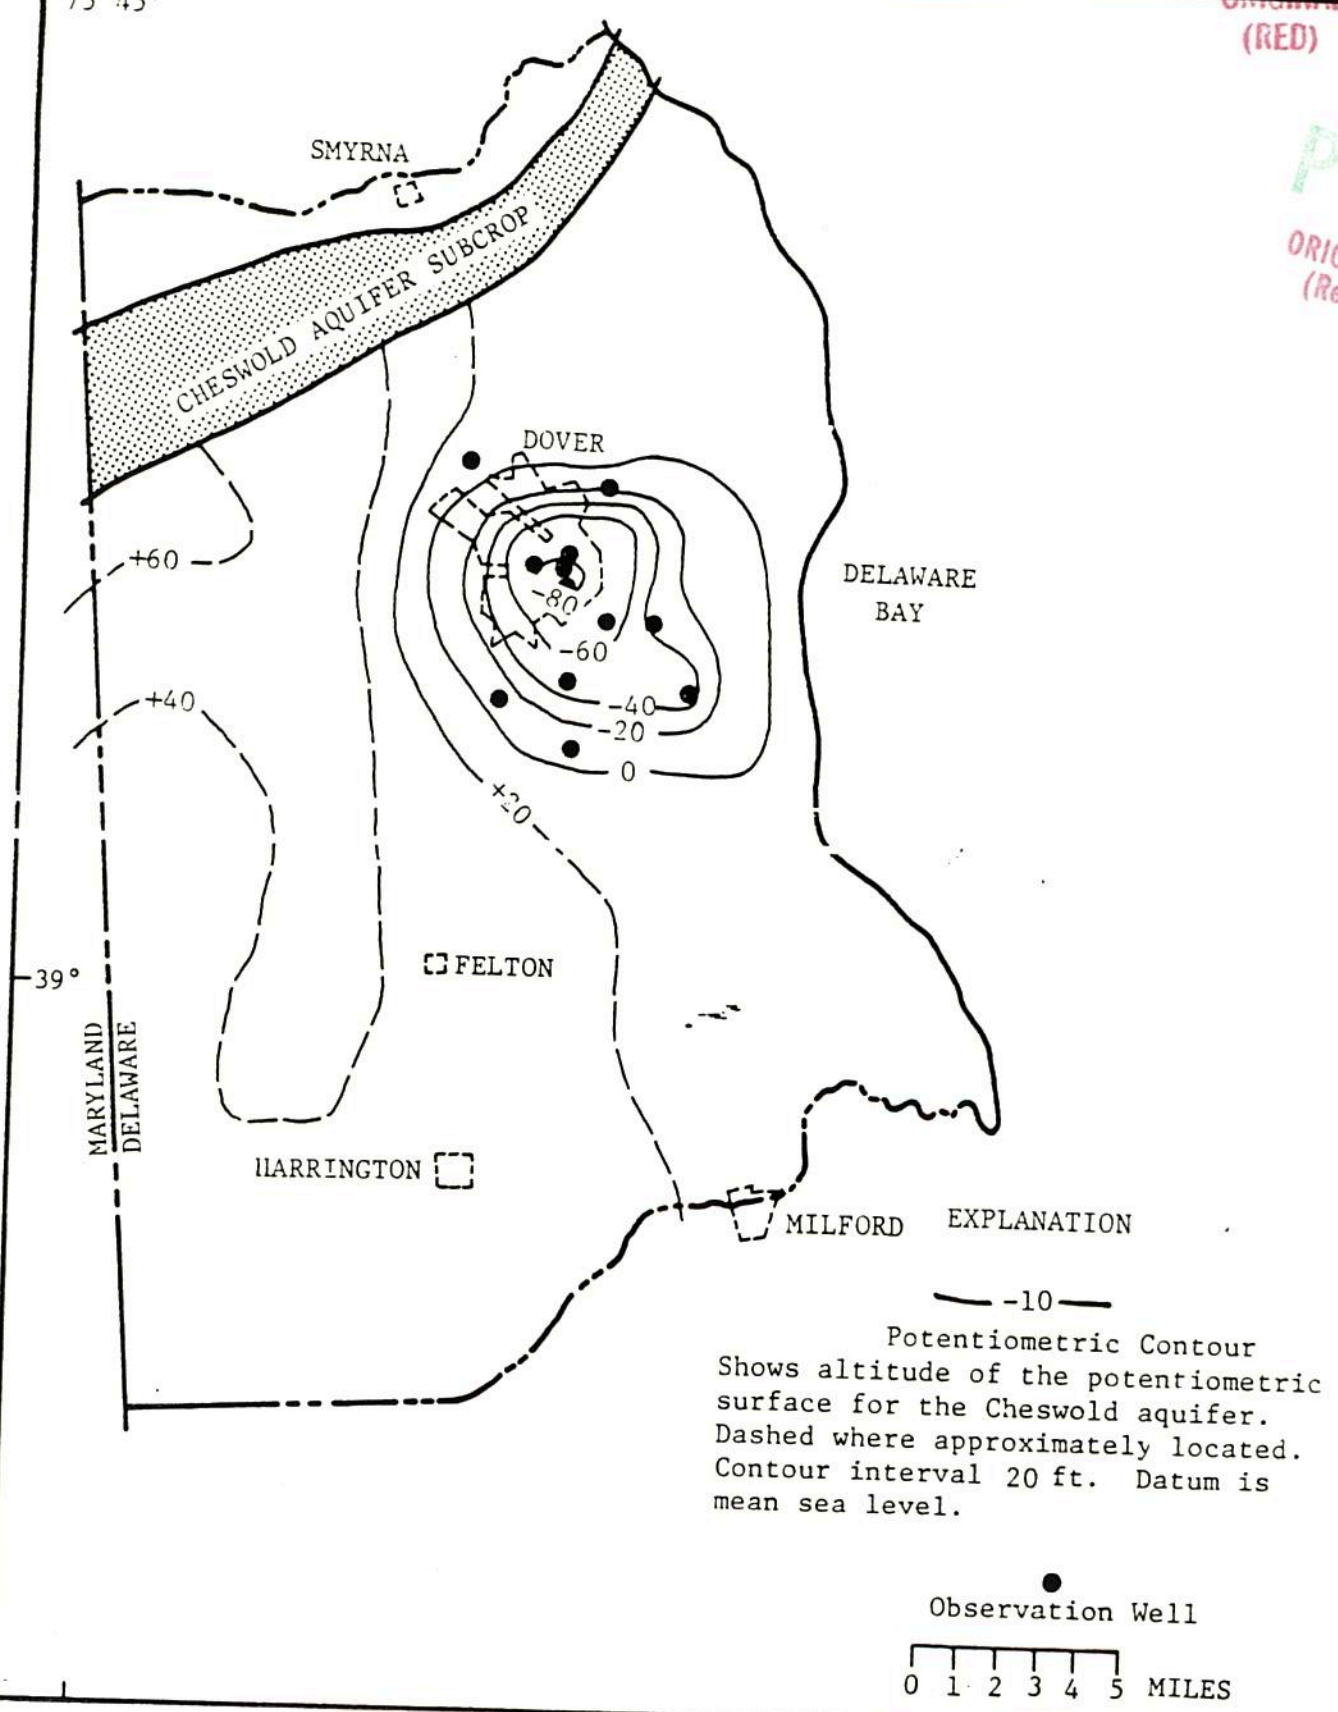 (RED)
SMYRNA
CHESWOLD AQUIFER SUBCROP
DOVER
+60
-80
DELAWARE
BAY
-60
+40
-40
-20
0
+20
39°
FELTON
MARYLAND
DELAWARE
HARRINGTON
MILFORD
EXPLANATION
-10
Potentiometric Contour
Shows altitude of the potentiometric
surface for the Cheswold aquifer.
Dashed where approximately located.
Contour interval 20 ft. Datum is
mean sea level.
Observation Well
0 1 2 3 4 5 MILES